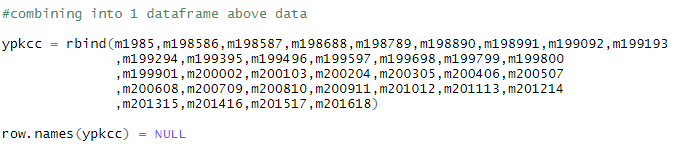 #combining into 1 dataframe above data
ypkcc = rbind(m1985,m198586,m198587,m198688,m198789,m198890,m198991,m199092,m199193
,m199294,m199395,m199496,m199597,m199698,m199799,m199800
,m199901,m200002,m200103,m200204,m200305,m200406,m200507
,m200608,m200709,m200810,m200911,m201012,m201113,m201214
,m201315,m201416,m201517,m201618)
row.names(ypkcc) = NULL